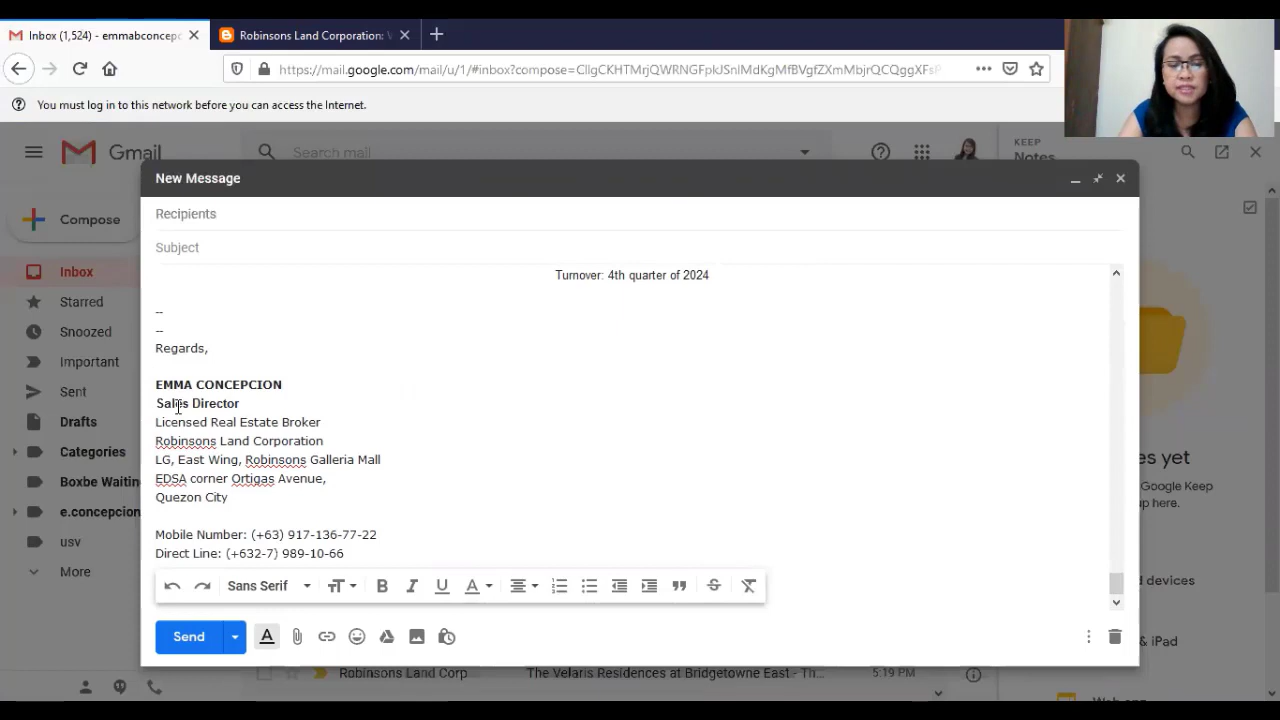 Inbox (1,524) - emmabconcepc
Robinsons Land Corporation: V
https://mail.google.com/mail/u/1/#inbox?compose=CllgCKHTMrjQWRNGFpkJSnlMdKgMfBVgfZXmMbjrQCQggXFsF
You must log in to this network before you can access the Internet.
Gmail
Search mail
KEEP
Notes
Compose
New Message
Recipients
Subject
Inbox
Starred
Snoozed
Important
Sent
Drafts
Categories
Boxbe Waitin
e.concepcion
usv
More
Turnover: 4th quarter of 2024
--
--
Regards,
EMMA CONCEPCION
Sales Director
Licensed Real Estate Broker
Robinsons Land Corporation
LG, East Wing, Robinsons Galleria Mall
EDSA corner Ortigas Avenue,
Quezon City
Mobile Number: (+63) 917-136-77-22
Direct Line: (+632-7) 989-10-66
Sans Serif
Send
es yet
Google Keep
p here.
d devices
& iPad
Robinsons Land Corp
The Velaris Residences at Bridgetowne East - Th...
5:19 PM